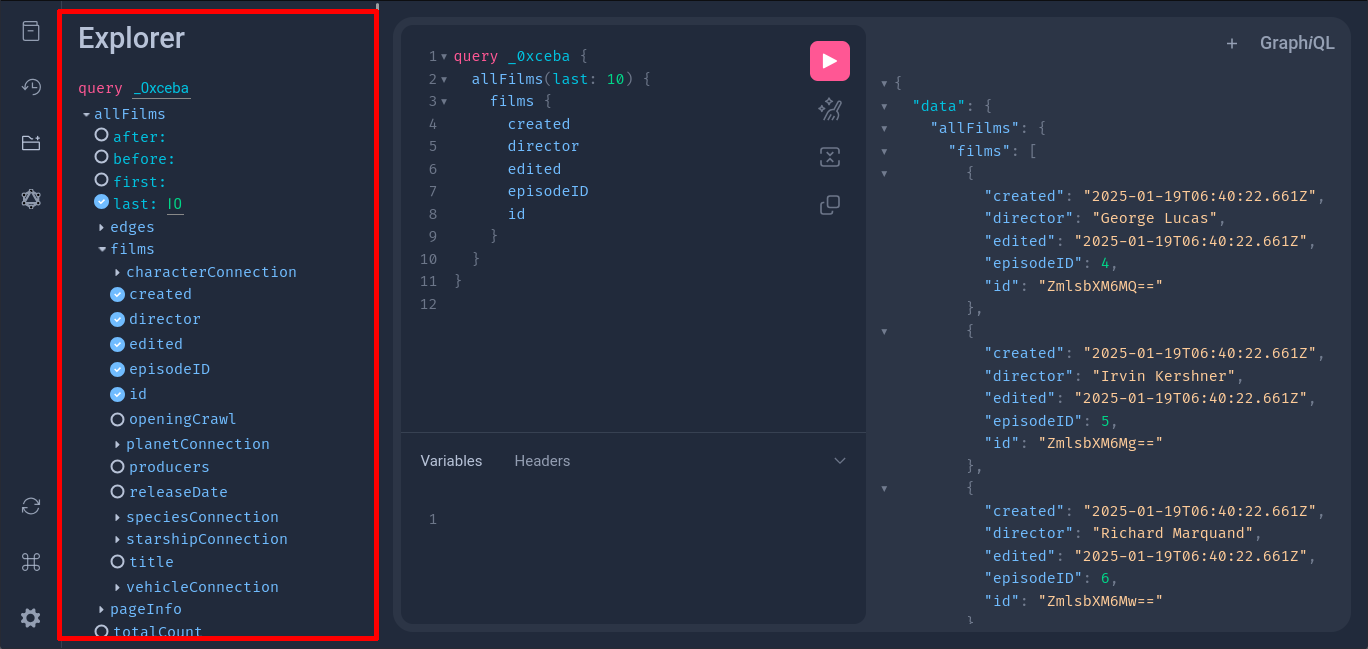 Explorer
query _0xceba
allFilms
after:
before:
first:
last: 10
edges
films
characterConnection
created
director
edited
episodeID
id
openingCrawl
planetConnection
producers
releaseDate
speciesConnection
starshipConnection
title
vehicleConnection
pageInfo
totalCount
1 query _0xceba {
2 allFilms(last: 10) {
3 films {
4 created
5 director
6 edited
7 episodeID
8 id
9 }
10 }
11 }
12
Variables Headers
1
+ GraphiQL
{
"data": {
"allFilms": {
"films": [
{
"created": "2025-01-19T06:40:22.661Z",
"director": "George Lucas",
"edited": "2025-01-19T06:40:22.661Z",
"episodeID": 4,
"id": "ZmlsbXM6MQ=="
},
{
"created": "2025-01-19T06:40:22.661Z",
"director": "Irvin Kershner",
"edited": "2025-01-19T06:40:22.661Z",
"episodeID": 5,
"id": "ZmlsbXM6Mg=="
},
{
"created": "2025-01-19T06:40:22.661Z",
"director": "Richard Marquand",
"edited": "2025-01-19T06:40:22.661Z",
"episodeID": 6,
"id": "ZmlsbXM6Mw=="
}